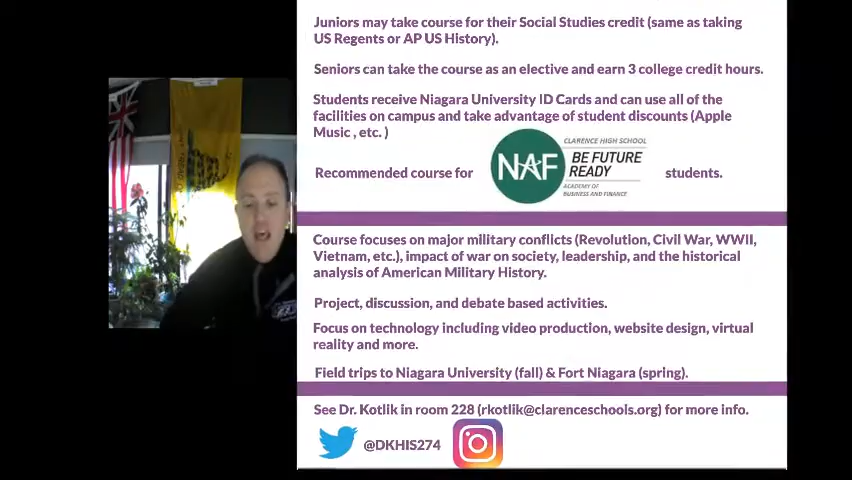 Juniors may take course for their Social Studies credit (same as taking
US Regents or AP US History).
Seniors can take the course as an elective and earn 3 college credit hours.
Students receive Niagara University ID Cards and can use all of the
facilities on campus and take advantage of student discounts (Apple
Music , etc. )
Recommended course for
NAF
CLARENCE HIGH SCHOOL
BE FUTURE
READY
ACADEMY OF
BUSINESS AND FINANCE
students.
Course focuses on major military conflicts (Revolution, Civil War, WWII,
Vietnam, etc.), impact of war on society, leadership, and the historical
analysis of American Military History.
Project, discussion, and debate based activities.
Focus on technology including video production, website design, virtual
reality and more.
Field trips to Niagara University (fall) & Fort Niagara (spring).
See Dr. Kotlik in room 228 (rkotlik@clarenceschools.org) for more info.
@DKHIS274